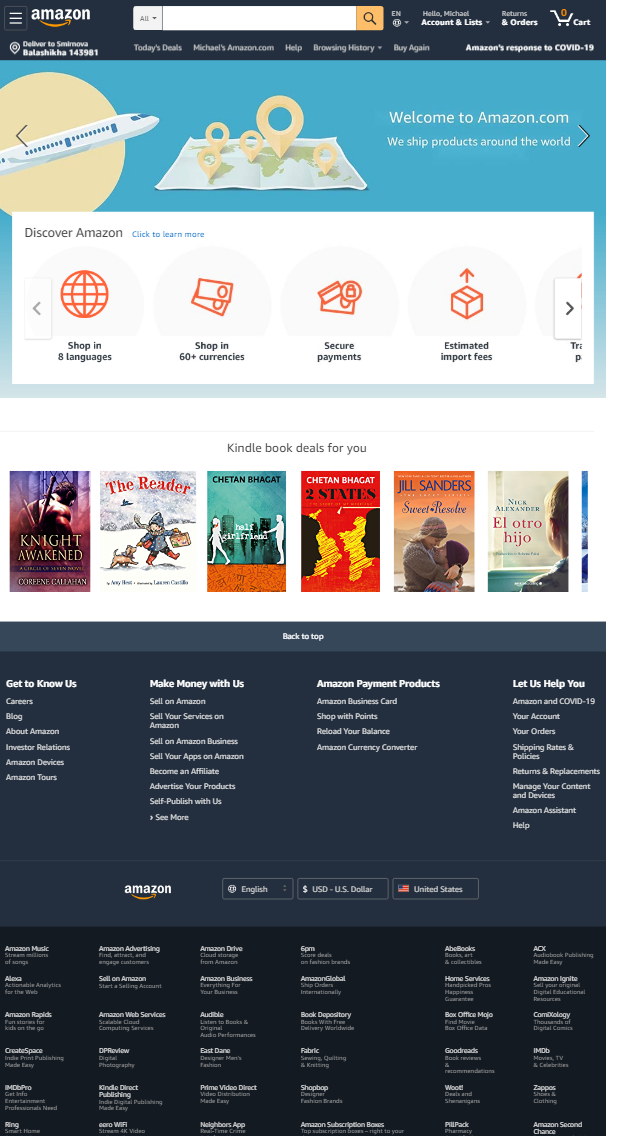 amazon
All
EN
Hello, Michael
Account & Lists
Returns
& Orders
0
Cart
Deliver to Smirnova
Balashikha 143981
Today's Deals
Michael's Amazon.com
Help
Browsing History
Buy Again
Amazon's response to COVID-19
Welcome to Amazon.com
We ship products around the world
Discover Amazon
Click to learn more
Shop in
8 languages
Shop in
60+ currencies
Secure
payments
Estimated
import fees
Kindle book deals for you
KNIGHT
AWAKENED
A CIRCLE OF SEVEN NOVEL
COREENE CALLAHAN
The Reader
Amy Hest
Lauren Castillo
CHETAN BHAGAT
half
girlfriend
CHETAN BHAGAT
2 STATES
JILL SANDERS
Sweet Resolve
NICK
ALEXANDER
El otro
hijo
Back to top
Get to Know Us
Careers
Blog
About Amazon
Investor Relations
Amazon Devices
Amazon Tours
Make Money with Us
Sell on Amazon
Sell Your Services on
Amazon
Sell on Amazon Business
Sell Your Apps on Amazon
Become an Affiliate
Advertise Your Products
Self-Publish with Us
› See More
Amazon Payment Products
Amazon Business Card
Shop with Points
Reload Your Balance
Amazon Currency Converter
Let Us Help You
Amazon and COVID-19
Your Account
Your Orders
Shipping Rates &
Policies
Returns & Replacements
Manage Your Content
and Devices
Amazon Assistant
Help
amazon
English
$ USD - U.S. Dollar
United States
Amazon Music
Stream millions
of songs
Amazon Advertising
Find, attract, and
engage customers
Amazon Drive
Cloud storage
from Amazon
6pm
Score deals
on fashion brands
AbeBooks
Books, art
& collectibles
ACX
Audiobook Publishing
Made Easy
Alexa
Actionable Analytics
for the Web
Sell on Amazon
Start a Selling Account
Amazon Business
Everything For
Your Business
AmazonGlobal
Ship Orders
Internationally
Home Services
Handpicked Pros
Happiness
Guarantee
Amazon Ignite
Sell your original
Digital Educational
Resources
Amazon Rapids
Fun stories for
kids on the go
Amazon Web Services
Scalable Cloud
Computing Services
Audible
Listen to Books &
Original
Audio Performances
Book Depository
Books With Free
Delivery Worldwide
Box Office Mojo
Find Movie
Box Office Data
ComiXology
Thousands of
Digital Comics
CreateSpace
Indie Print Publishing
Made Easy
DPReview
Digital
Photography
East Dane
Designer Men's
Fashion
Fabric
Sewing, Quilting
& Knitting
Goodreads
Book reviews
&
recommendations
IMDb
Movies, TV
& Celebrities
IMDbPro
Get Info
Entertainment
Professionals Need
Kindle Direct
Publishing
Indie Digital Publishing
Made Easy
Prime Video Direct
Video Distribution
Made Easy
Shopbop
Designer
Fashion Brands
Woot!
Deals and
Shenanigans
Zappos
Shoes &
Clothing
Ring
Smart Home
eero WiFi
Stream 4K Video
Neighbors App
Real-Time Crime
Amazon Subscription Boxes
Top subscription boxes – right to your
PillPack
Pharmacy
Amazon Second
Chance